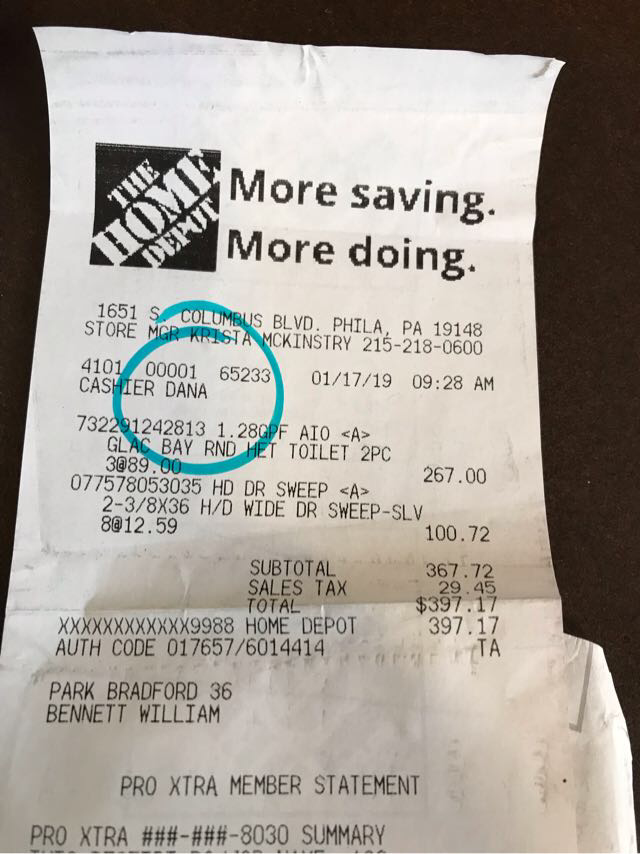 THE
HOME
DEPOT
More saving.
More doing.
1651 S. COLUMBUS BLVD. PHILA, PA 19148
STORE MGR KRISTA MCKINSTRY 215-218-0600
4101 00001 65233 01/17/19 09:28 AM
CASHIER DANA
732291242813 1.28GPF AIO <A>
GLAC BAY RND HET TOILET 2PC
3@89.00 267.00
077578053035 HD DR SWEEP <A>
2-3/8X36 H/D WIDE DR SWEEP-SLV
8@12.59 100.72
SUBTOTAL 367.72
SALES TAX 29.45
TOTAL $397.17
XXXXXXXXXXXX9988 HOME DEPOT 397.17
AUTH CODE 017657/6014414 TA
PARK BRADFORD 36
BENNETT WILLIAM
PRO XTRA MEMBER STATEMENT
PRO XTRA ###-###-8030 SUMMARY